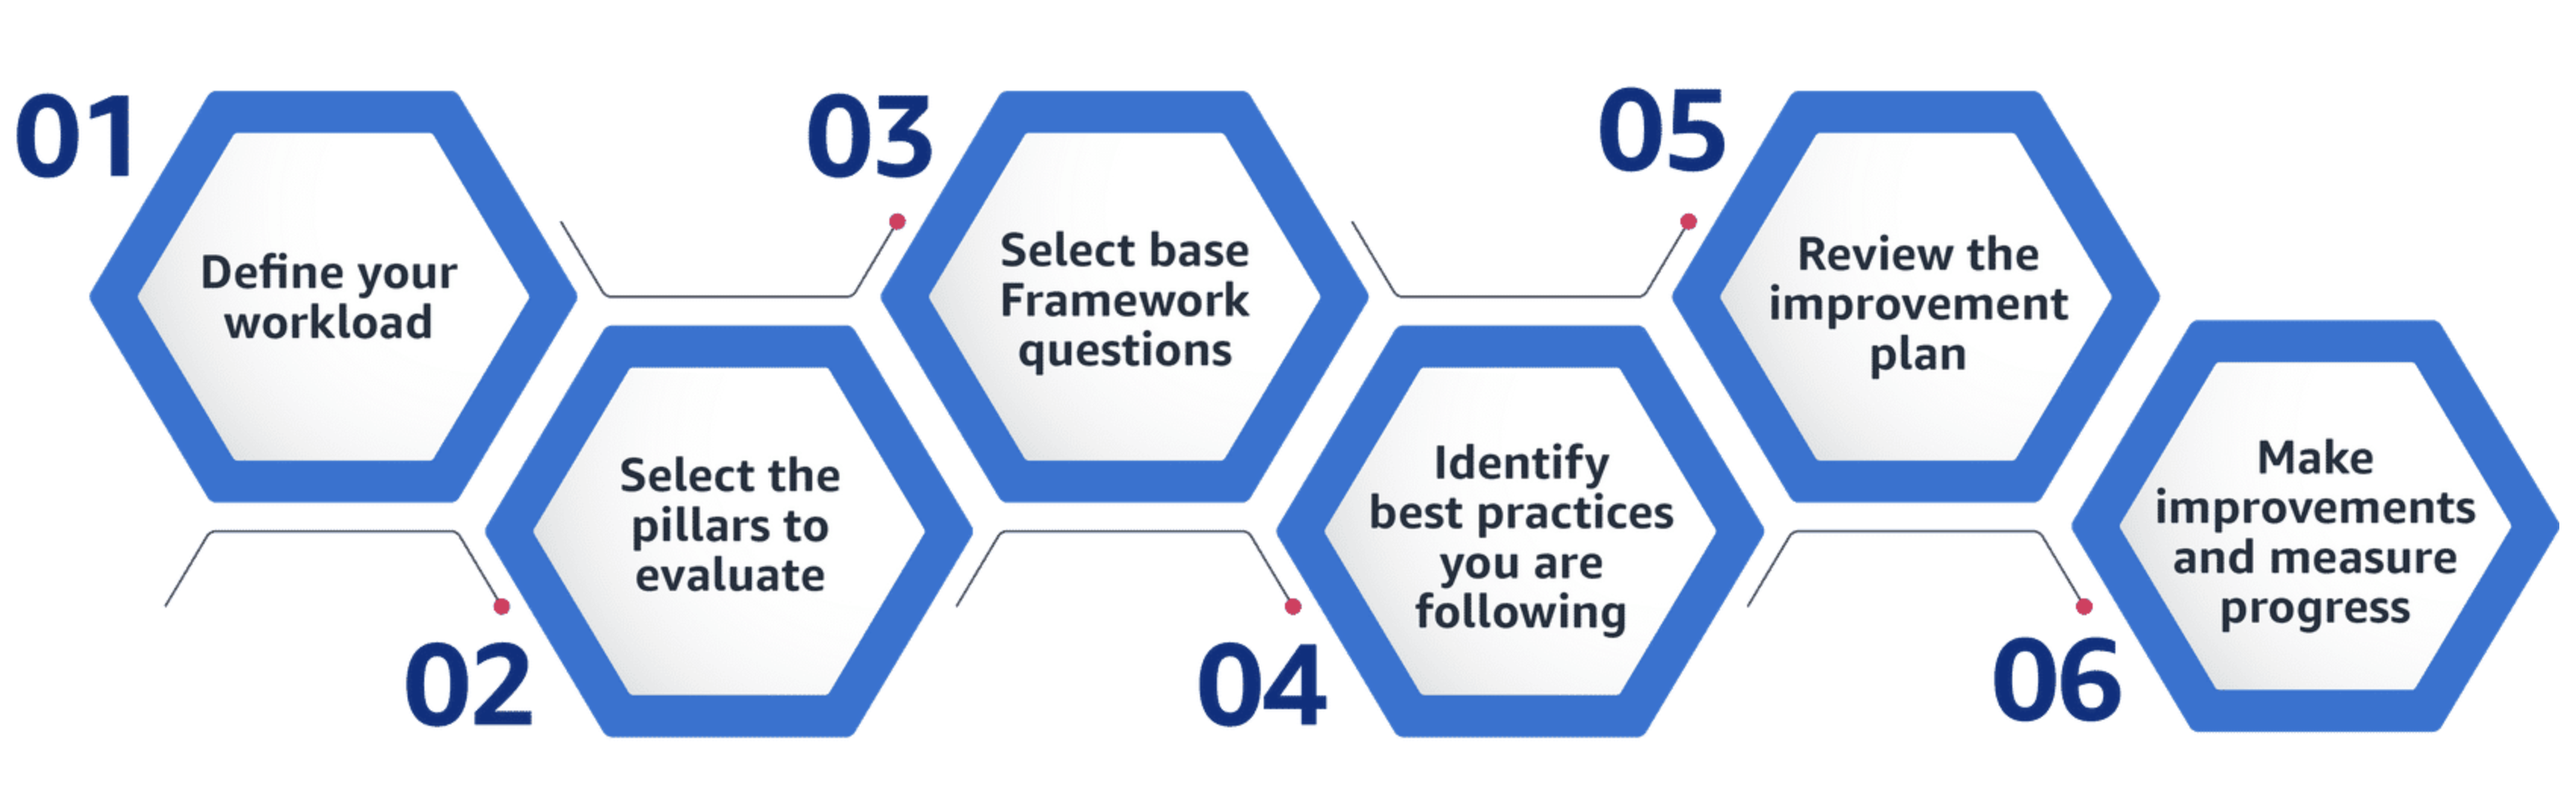 01
Define your
workload
02
Select the
pillars to
evaluate
03
Select base
Framework
questions
04
Identify
best practices
you are
following
05
Review the
improvement
plan
06
Make
improvements
and measure
progress